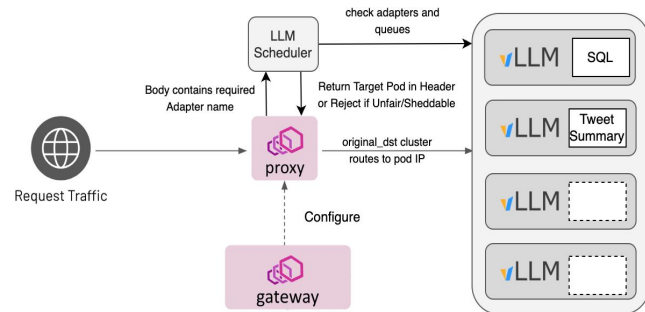 check adapters and
queues
LLM
Scheduler
Body contains required
Adapter name
Return Target Pod in Header
or Reject if Unfair/Sheddable
Request Traffic
proxy
original_dst cluster
routes to pod IP
Configure
gateway
vLLM
SQL
vLLM
Tweet
Summary
vLLM
vLLM